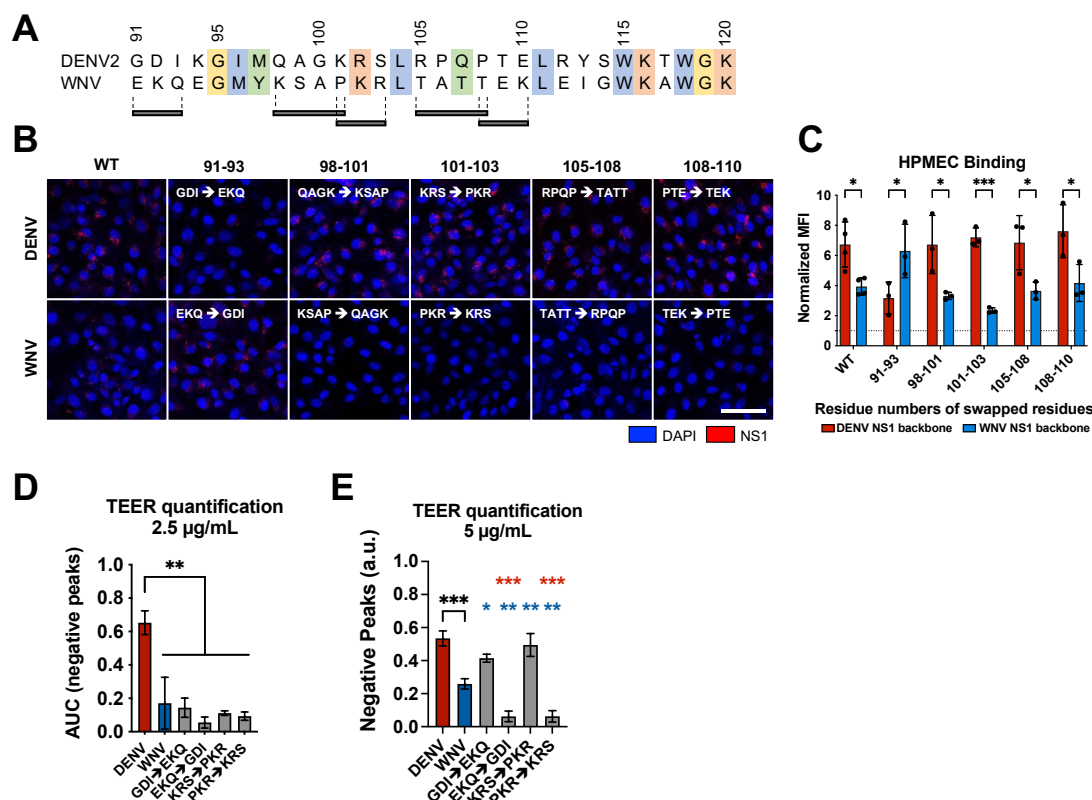 A
91 95 100 105 110 115 120
DENV2 G D I K G I M Q A G K R S L R P Q P T E L R Y S W K T W G K
WNV E K Q E G M Y K S A P K R L T A T T E K L E I G W K A W G K
B
WT 91-93 98-101 101-103 105-108 108-110
DENV
GDI ➔ EKQ QAGK ➔ KSAP KRS ➔ PKR RPQP ➔ TATT PTE ➔ TEK
WNV
EKQ ➔ GDI KSAP ➔ QAGK PKR ➔ KRS TATT ➔ RPQP TEK ➔ PTE
DAPI NS1
C
HPMEC Binding
* * * *** * *
Normalized MFI
10
8
6
4
2
0
WT 91-93 98-101 101-103 105-108 108-110
Residue numbers of swapped residues
DENV NS1 backbone WNV NS1 backbone
D
TEER quantification
2.5 µg/mL
AUC (negative peaks)
1.0
0.8
0.6
0.4
0.2
0.0
**
DENV
WNV
GDI➔EKQ
EKQ➔GDI
KRS➔PKR
PKR➔KRS
E
TEER quantification
5 µg/mL
Negative Peaks (a.u.)
1.0
0.8
0.6
0.4
0.2
0.0
*** ***
*** * ** ** **
DENV
WNV
GDI➔EKQ
EKQ➔GDI
KRS➔PKR
PKR➔KRS